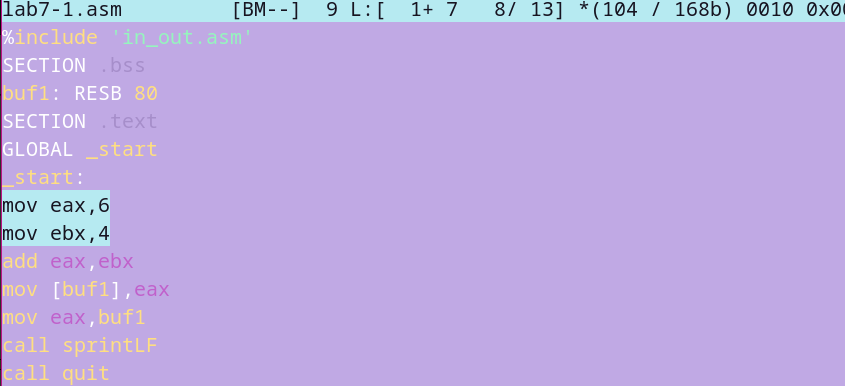 lab7-1.asm         [BM--]  9 L:[  1+ 7   8/ 13] *(104 / 168b) 0010 0x00
%include 'in_out.asm'
SECTION .bss
buf1: RESB 80
SECTION .text
GLOBAL _start
_start:
mov eax,6
mov ebx,4
add eax,ebx
mov [buf1],eax
mov eax,buf1
call sprintLF
call quit